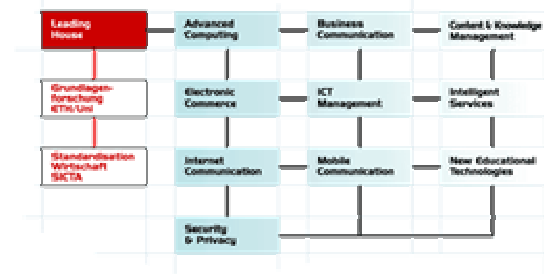 Leading
House
Advanced
Computing
Business
Communication
Content & Knowledge
Management
Grundlagen-
forschung
ETH/Uni
Electronic
Commerce
ICT
Management
Intelligent
Services
Standardisation
Wirtschaft
SICTA
Internet
Communication
Mobile
Communication
New Educational
Technologies
Security
& Privacy